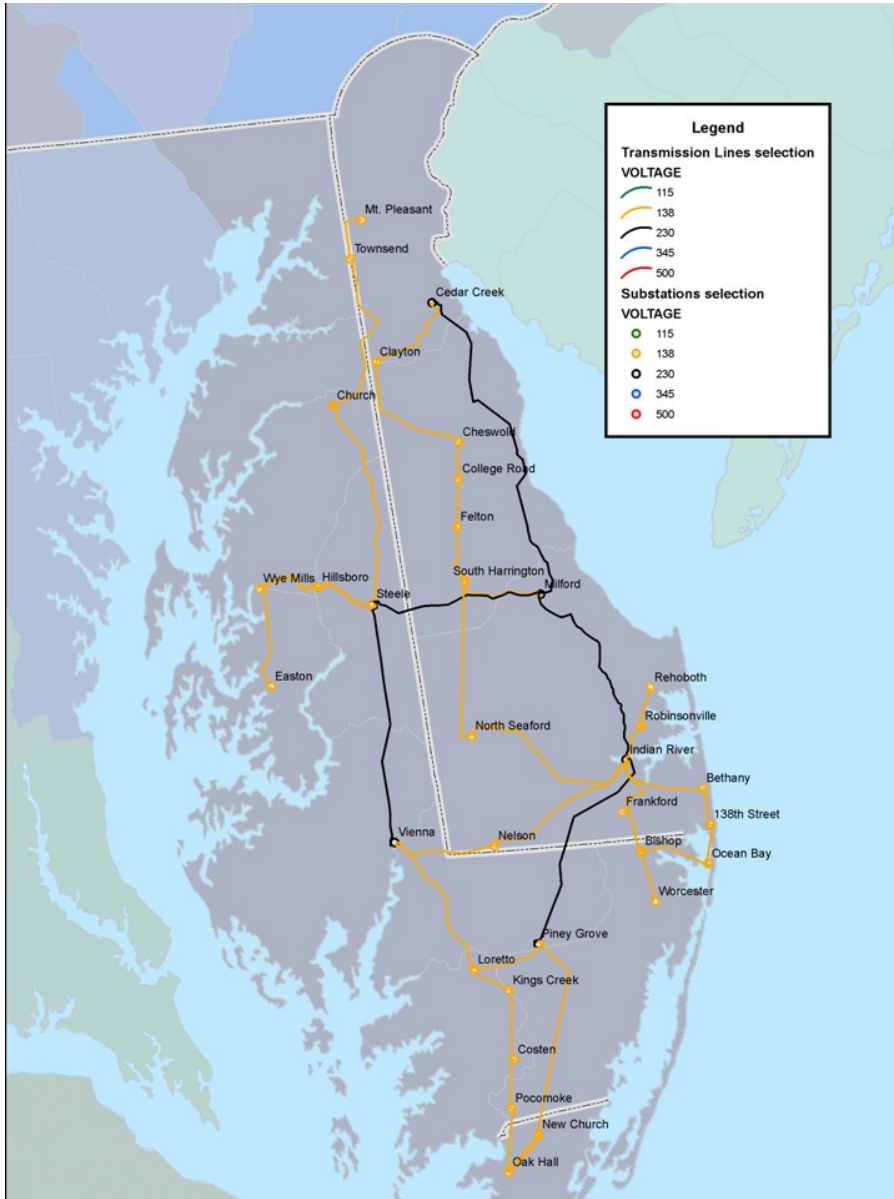 Legend
Transmission Lines selection
VOLTAGE
115
138
230
345
500
Substations selection
VOLTAGE
115
138
230
345
500
Mt. Pleasant
Townsend
Cedar Creek
Clayton
Church
Cheswold
College Road
Felton
South Harrington
Wye Mills
Hillsboro
Steele
Milford
Easton
Rehoboth
Robinsonville
North Seaford
Indian River
Bethany
Frankford
138th Street
Vienna
Nelson
Bishop
Ocean Bay
Worcester
Piney Grove
Loretto
Kings Creek
Costen
Pocomoke
New Church
Oak Hall